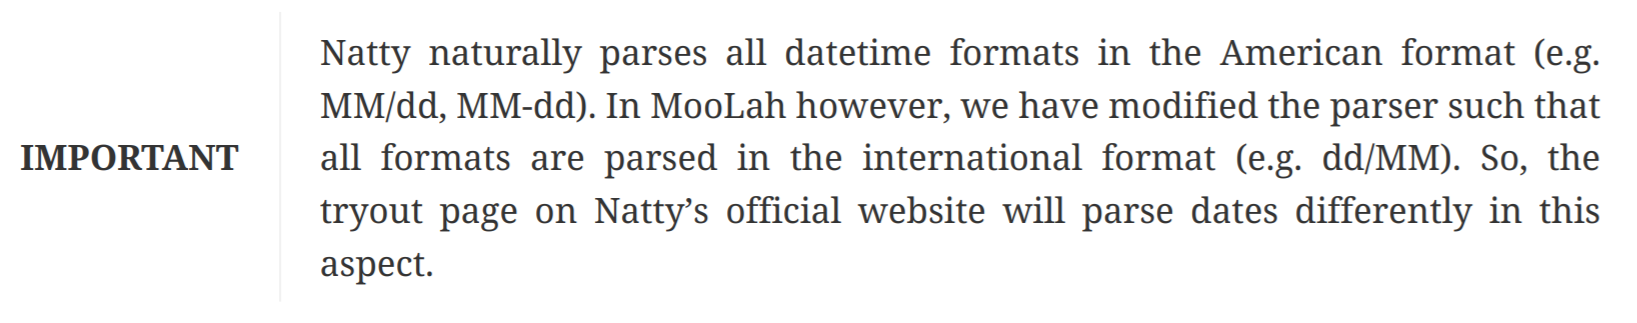 Natty naturally parses all datetime formats in the American format (e.g.
MM/dd, MM-dd). In MooLah however, we have modified the parser such that
IMPORTANT
all formats are parsed in the international format (e.g. dd/MM). So, the
tryout page on Natty’s official website will parse dates differently in this
aspect.